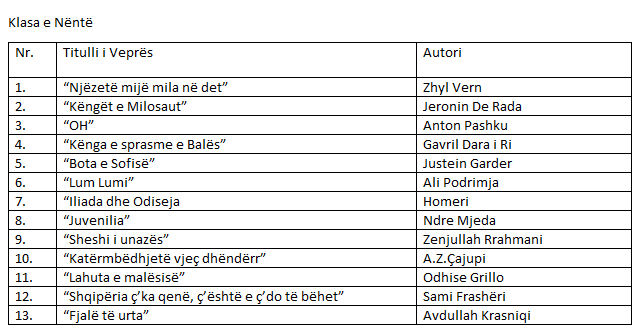 Klasa e Nëntë
Nr. Titulli i Veprës Autori
1. “Njëzetë mijë mila në det” Zhyl Vern
2. “Këngët e Milosaut” Jeronin De Rada
3. “OH” Anton Pashku
4. “Kënga e sprasme e Balës” Gavril Dara i Ri
5. “Bota e Sofisë” Justein Garder
6. “Lum Lumi” Ali Podrimja
7. “Iliada dhe Odiseja Homeri
8. “Juvenilia” Ndre Mjeda
9. “Sheshi i unazës” Zenjullah Rrahmani
10. “Katërmbëdhjetë vjeç dhëndërr” A.Z.Çajupi
11. “Lahuta e malësisë” Odhise Grillo
12. “Shqipëria ç’ka qenë, ç’është e ç’do të bëhet” Sami Frashëri
13. “Fjalë të urta” Avdullah Krasniqi